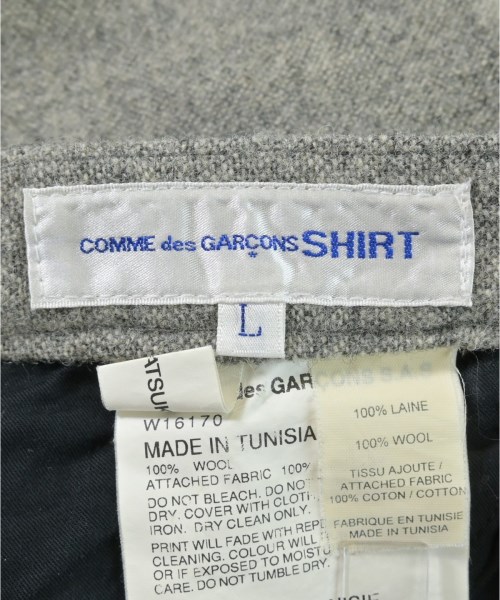 COMME des GARÇONS SHIRT
L
des GARÇONS S.A.S
W16170
MADE IN TUNISIA
100% WOOL
ATTACHED FABRIC 100%
DO NOT BLEACH. DO NOT
DRY. COVER WITH CLOTH
IRON. DRY CLEAN ONLY.
PRINT WILL FADE WITH REPE
CLEANING. COLOUR WILL
OR IF EXPOSED TO MOISTU
CARE. DO NOT TUMBLE DRY.
100% LAINE
100% WOOL
TISSU AJOUTE /
ATTACHED FABRIC
100% COTON / COTTON
FABRIQUE EN TUNISIE
MADE IN TUNISIA